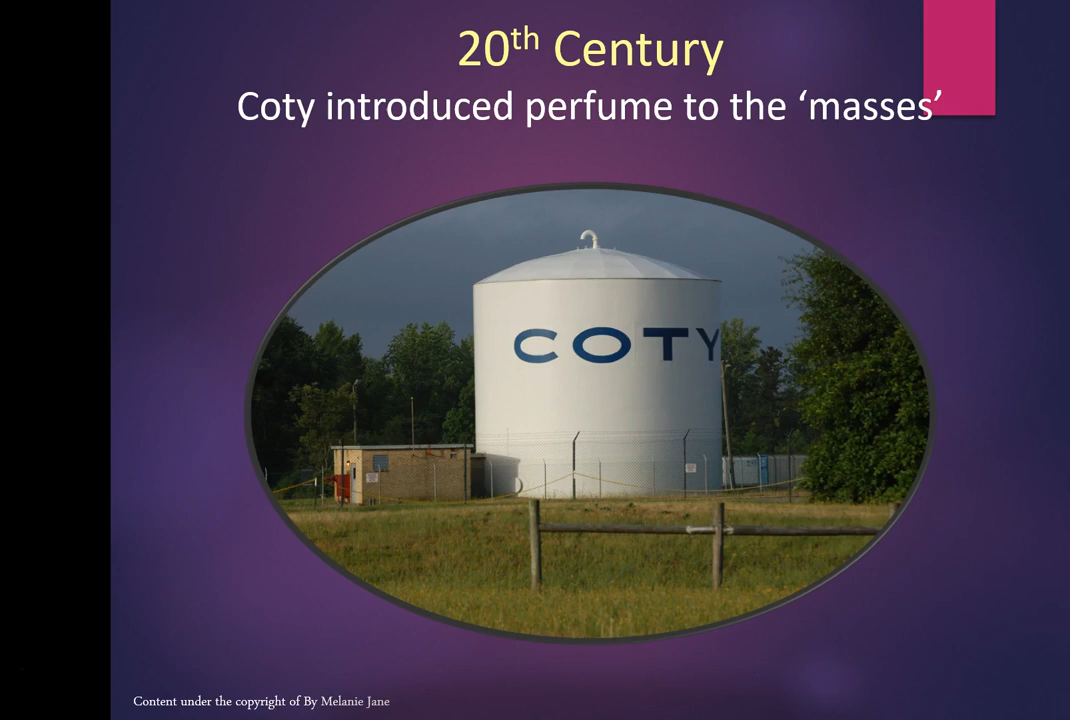 20th Century
Coty introduced perfume to the ‘masses’
COTY
Content under the copyright of By Melanie Jane